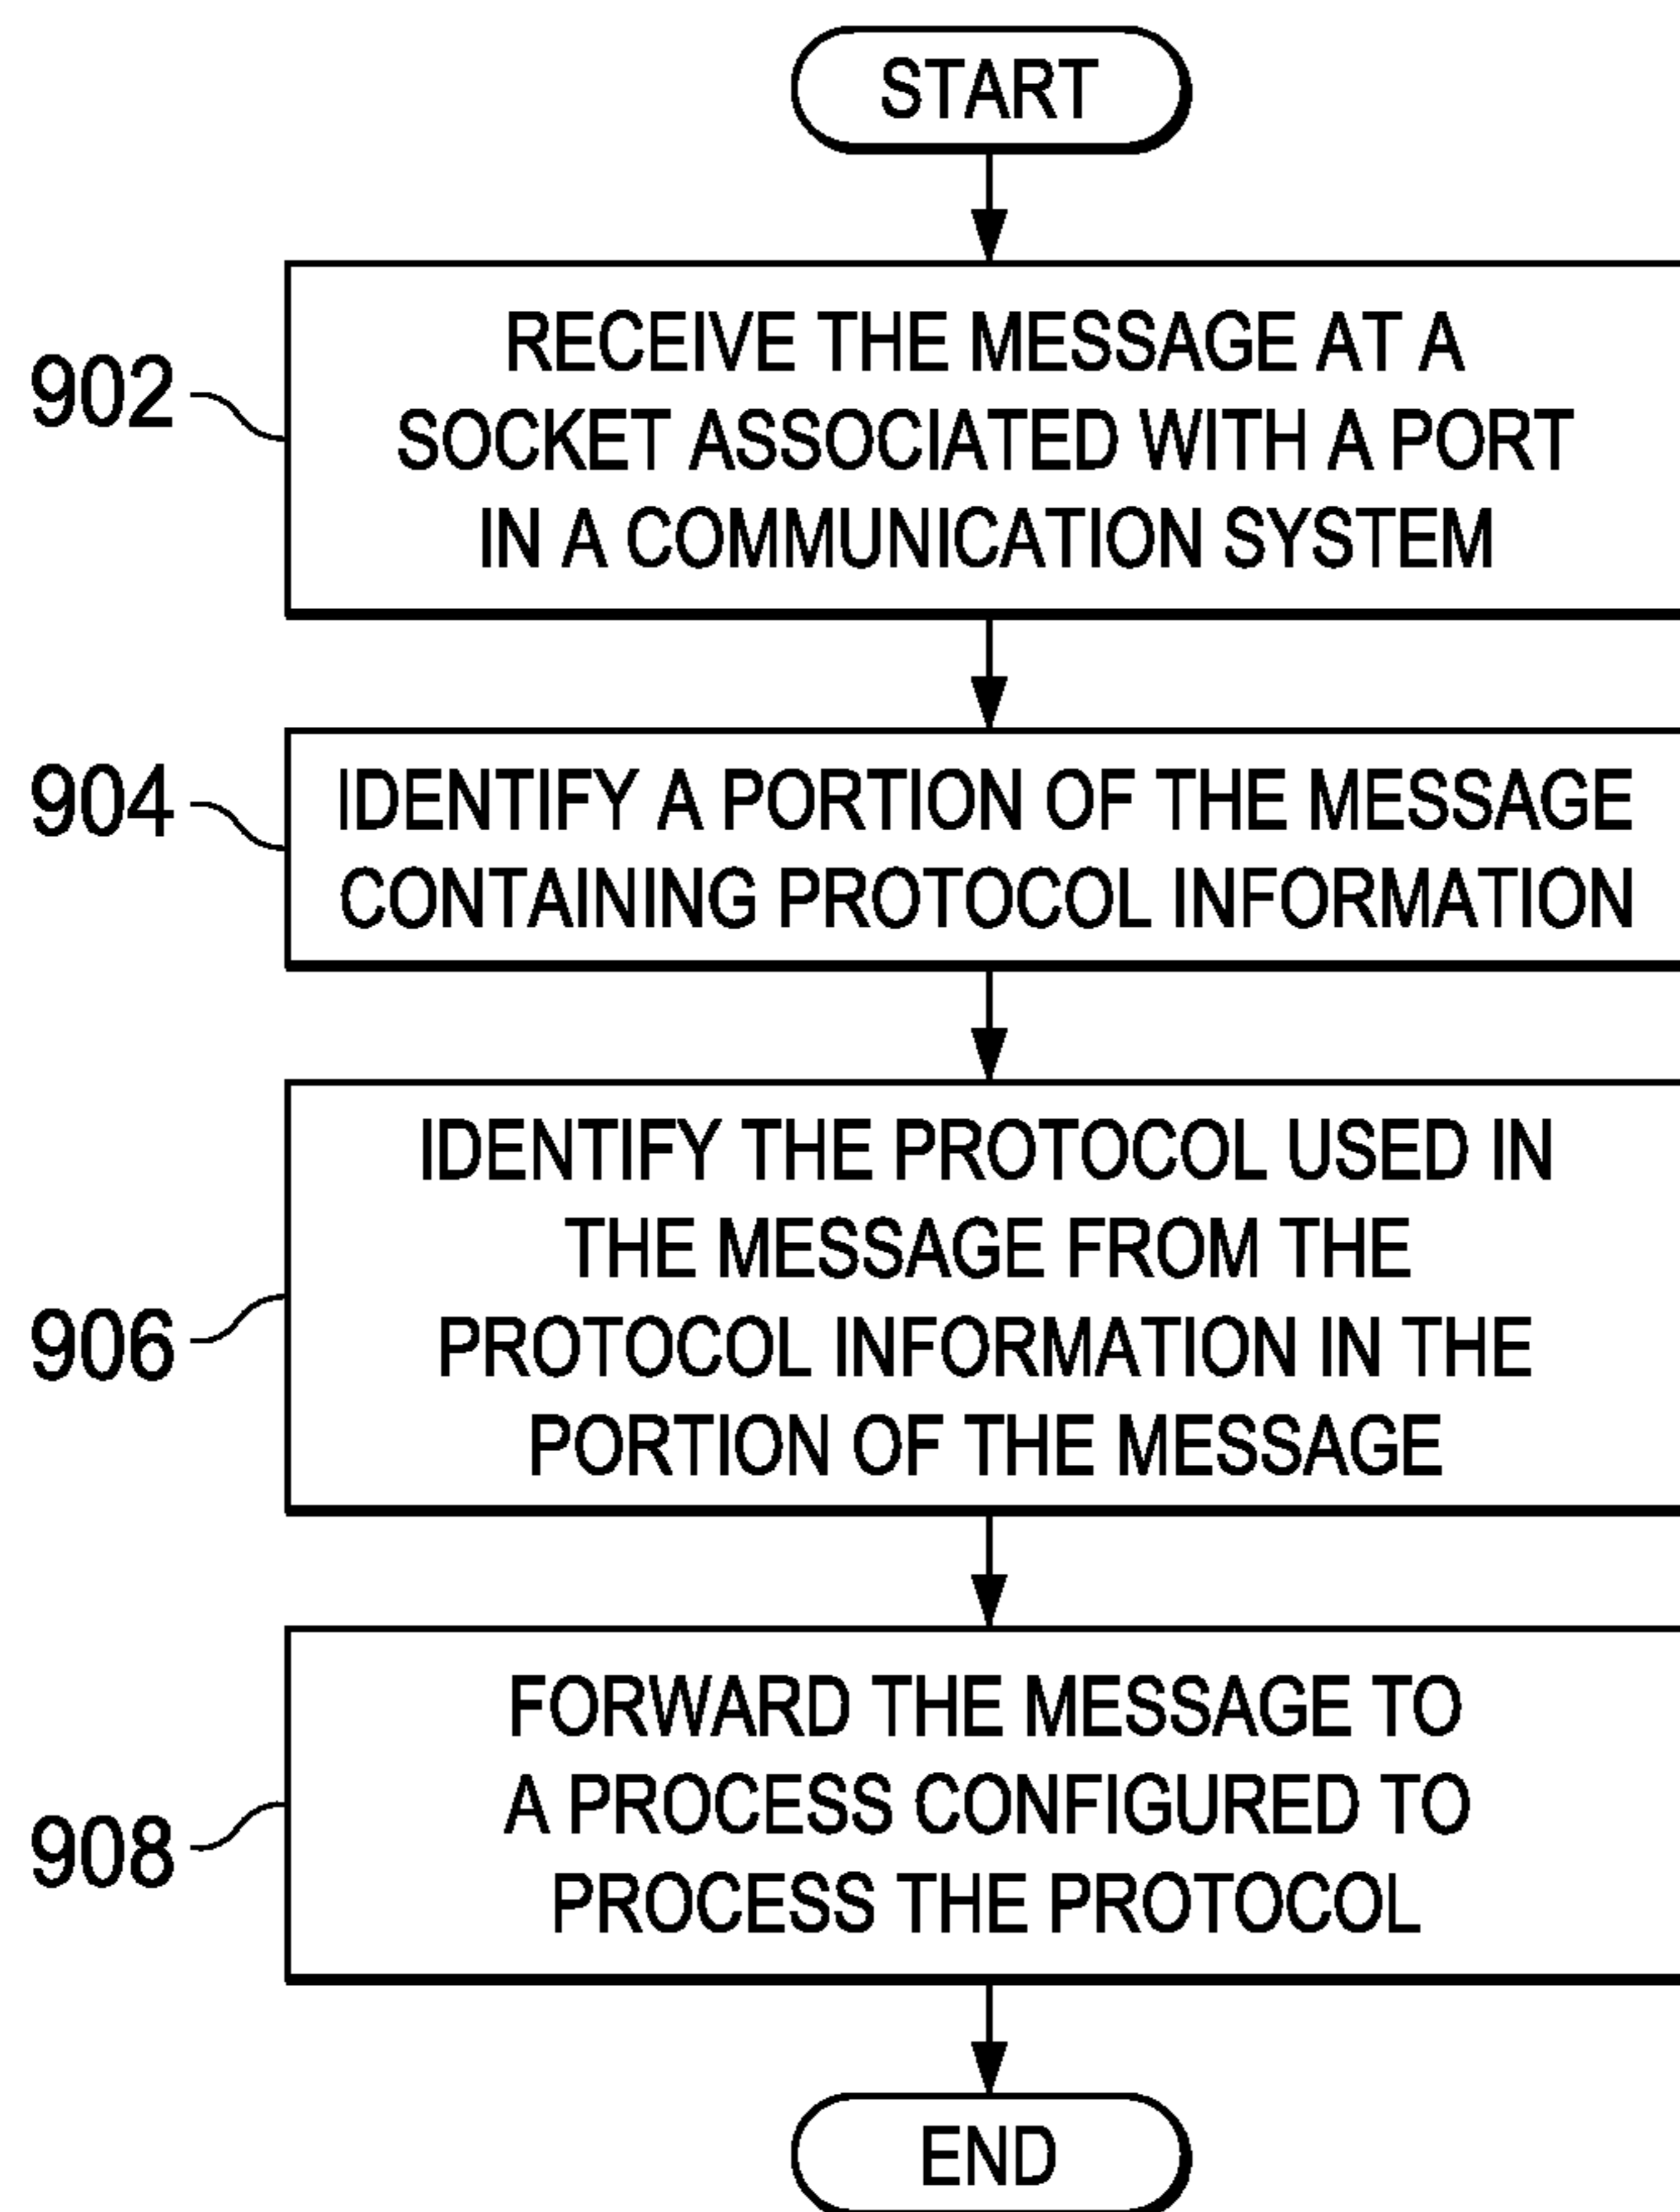 START
902
RECEIVE THE MESSAGE AT A
SOCKET ASSOCIATED WITH A PORT
IN A COMMUNICATION SYSTEM
904
IDENTIFY A PORTION OF THE MESSAGE
CONTAINING PROTOCOL INFORMATION
906
IDENTIFY THE PROTOCOL USED IN
THE MESSAGE FROM THE
PROTOCOL INFORMATION IN THE
PORTION OF THE MESSAGE
908
FORWARD THE MESSAGE TO
A PROCESS CONFIGURED TO
PROCESS THE PROTOCOL
END